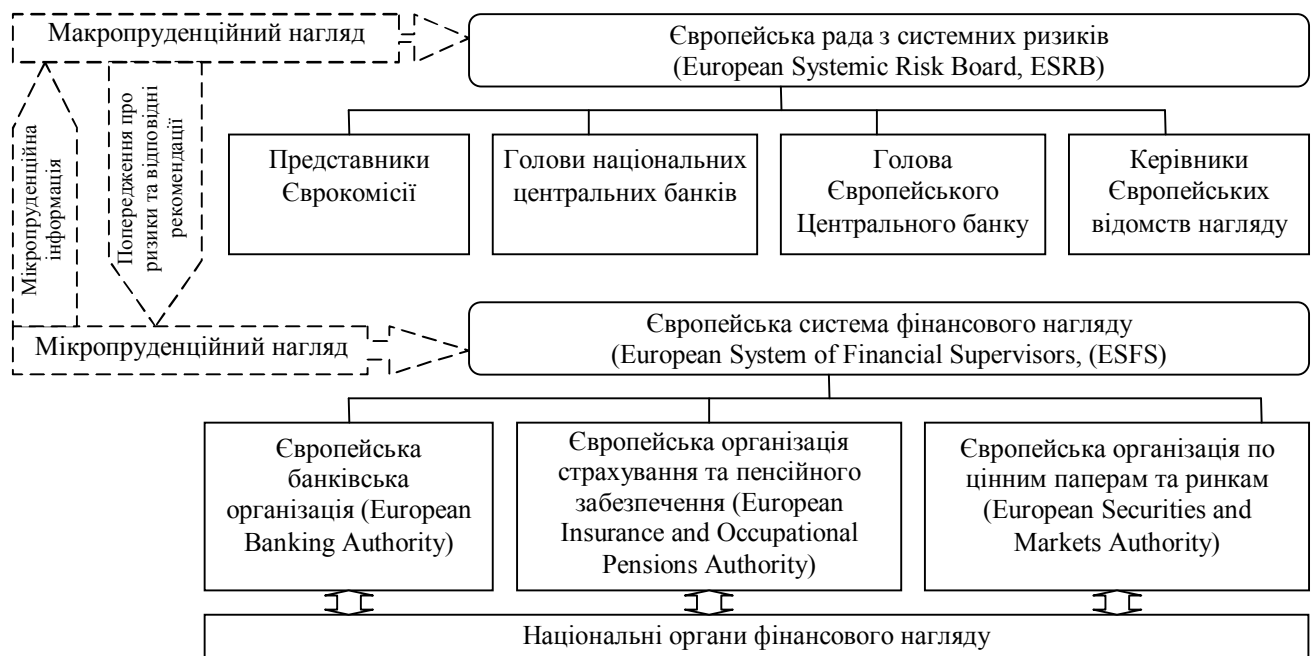 Макропруденційний нагляд
Європейська рада з системних ризиків
(European Systemic Risk Board, ESRB)
Мікропруденційна
інформація
Попередження про
ризики та відповідні
рекомендації
Представники
Єврокомісії
Голови національних
центральних банків
Голова
Європейського
Центрального банку
Керівники
Європейських
відомств нагляду
Мікропруденційний нагляд
Європейська система фінансового нагляду
(European System of Financial Supervisors, (ESFS)
Європейська
банківська
організація (European
Banking Authority)
Європейська організація
страхування та пенсійного
забезпечення (European
Insurance and Occupational
Pensions Authority)
Європейська організація по
цінним паперам та ринкам
(European Securities and
Markets Authority)
Національні органи фінансового нагляду